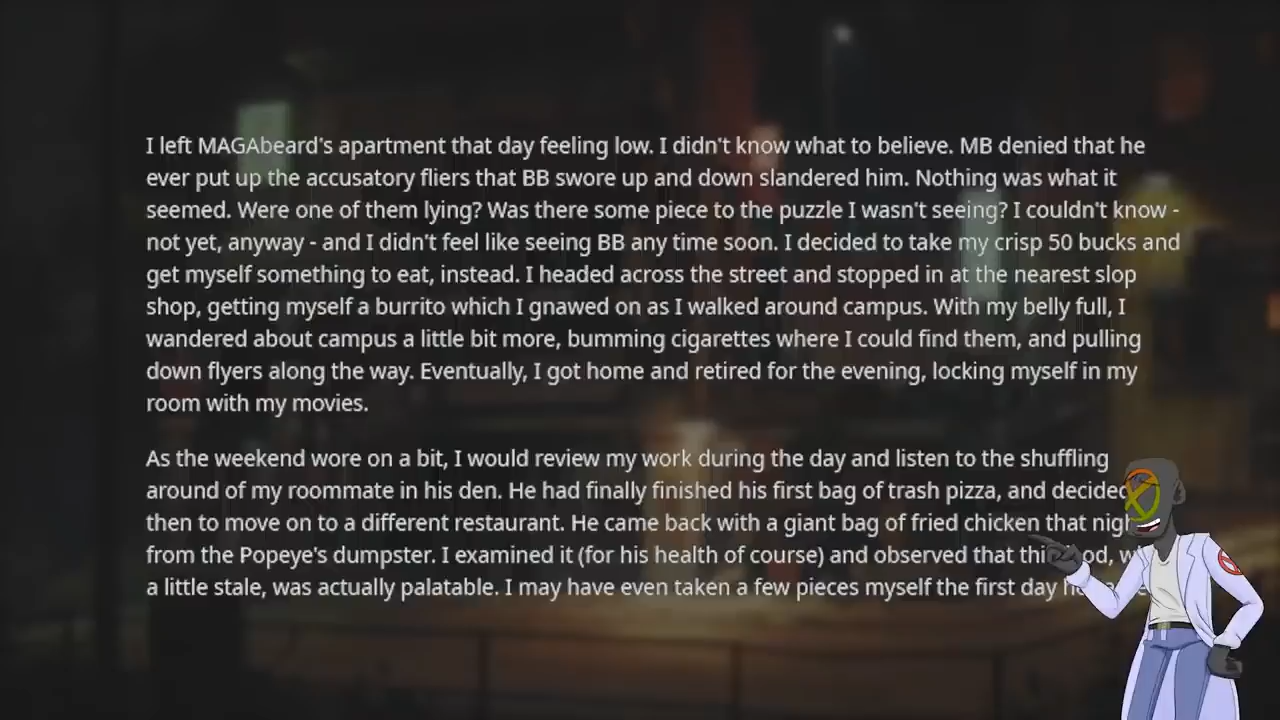 I left MAGAbeard's apartment that day feeling low. I didn't know what to believe. MB denied that he
ever put up the accusatory fliers that BB swore up and down slandered him. Nothing was what it
seemed. Were one of them lying? Was there some piece to the puzzle I wasn't seeing? I couldn't know -
not yet, anyway - and I didn't feel like seeing BB any time soon. I decided to take my crisp 50 bucks and
get myself something to eat, instead. I headed across the street and stopped in at the nearest slop
shop, getting myself a burrito which I gnawed on as I walked around campus. With my belly full, I
wandered about campus a little bit more, bumming cigarettes where I could find them, and pulling
down flyers along the way. Eventually, I got home and retired for the evening, locking myself in my
room with my movies.
As the weekend wore on a bit, I would review my work during the day and listen to the shuffling
around of my roommate in his den. He had finally finished his first bag of trash pizza, and decided
then to move on to a different restaurant. He came back with a giant bag of fried chicken that
from the Popeye's dumpster. I examined it (for his health of course) and observed that
a little stale, was actually palatable. I may have even taken a few pieces myself the first day